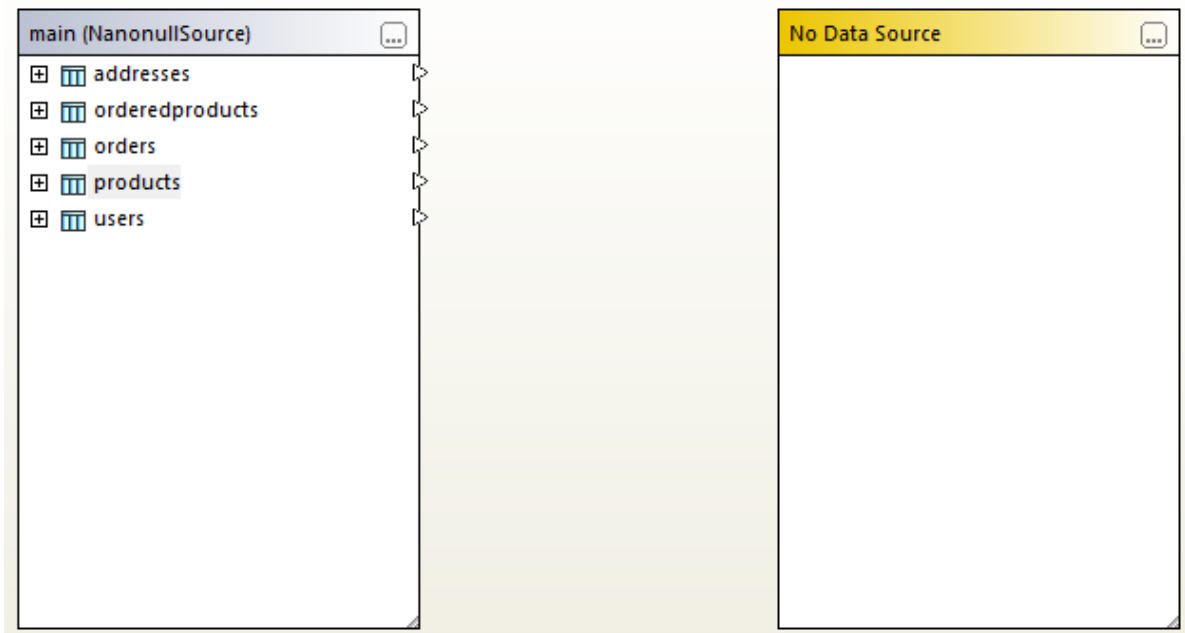 main (NanonullSource)
...
addresses
orderedproducts
orders
products
users
No Data Source
...